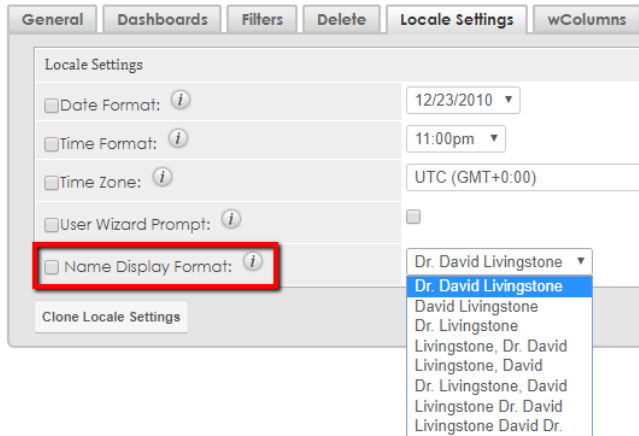 General Dashboards Filters Delete Locale Settings wColumns
Locale Settings
Date Format: i 12/23/2010
Time Format: i 11:00pm
Time Zone: i UTC (GMT+0:00)
User Wizard Prompt: i
Name Display Format: i Dr. David Livingstone
Dr. David Livingstone
David Livingstone
Dr. Livingstone
Livingstone, Dr. David
Livingstone, David
Dr. Livingstone, David
Livingstone Dr. David
Livingstone David Dr.
Clone Locale Settings